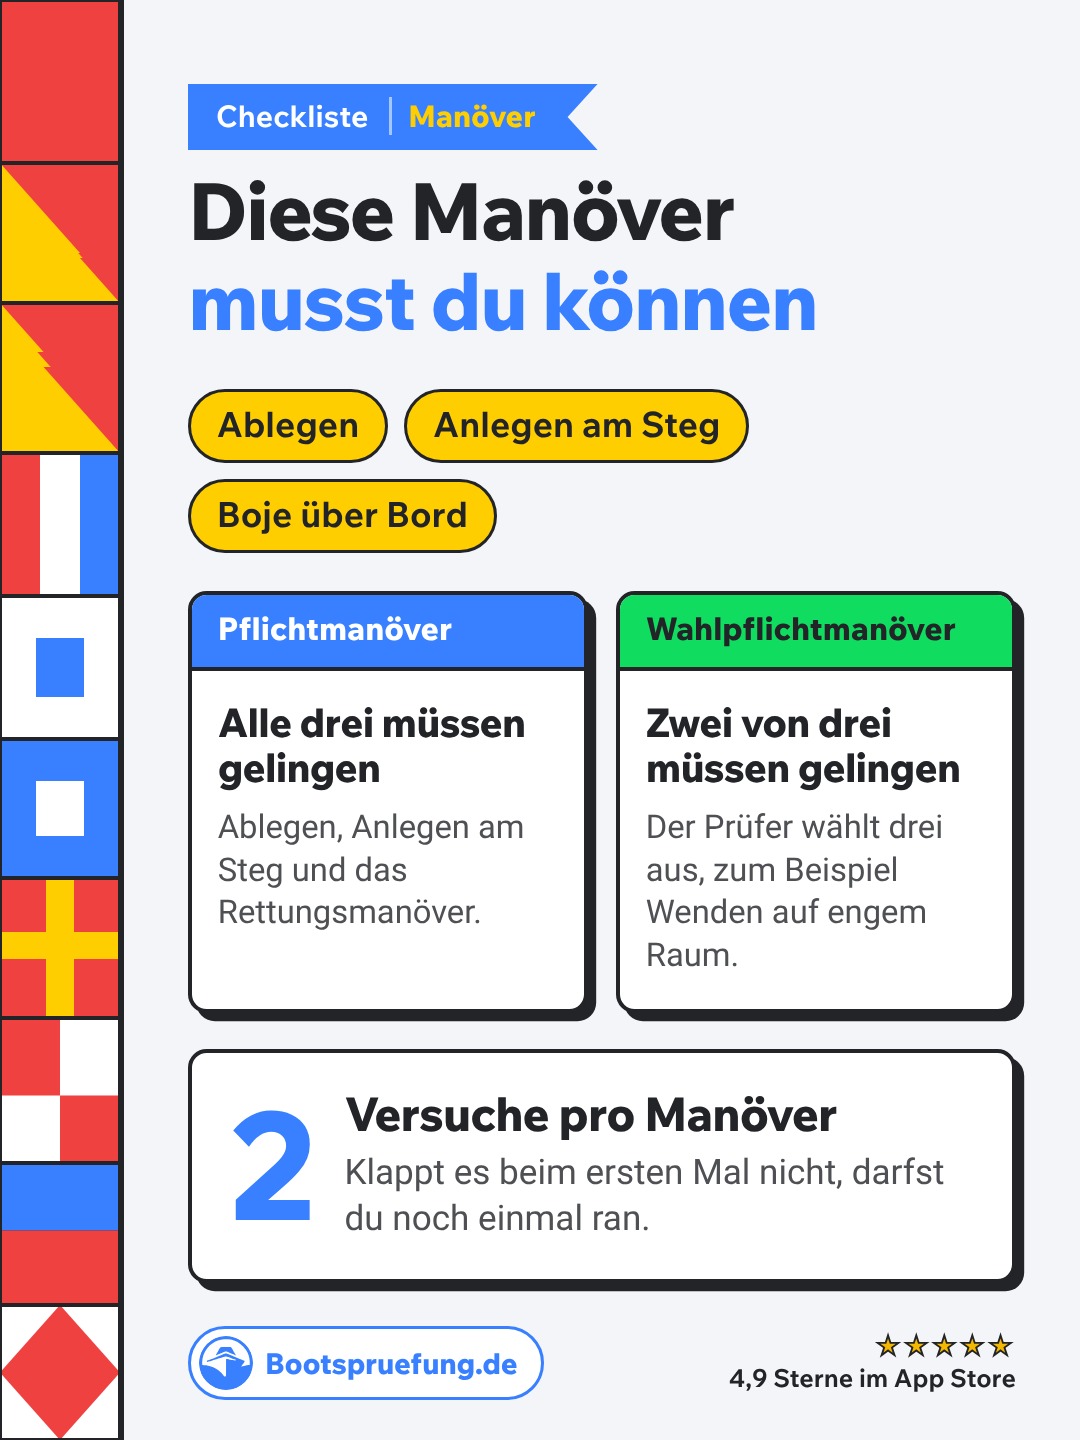 Checkliste | Manöver
Diese Manöver
musst du können
Ablegen
Anlegen am Steg
Boje über Bord
Pflichtmanöver
Alle drei müssen
gelingen
Ablegen, Anlegen am
Steg und das
Rettungsmanöver.
Wahlpflichtmanöver
Zwei von drei
müssen gelingen
Der Prüfer wählt drei
aus, zum Beispiel
Wenden auf engem
Raum.
2
Versuche pro Manöver
Klappt es beim ersten Mal nicht, darfst
du noch einmal ran.
Bootspruefung.de
4,9 Sterne im App Store